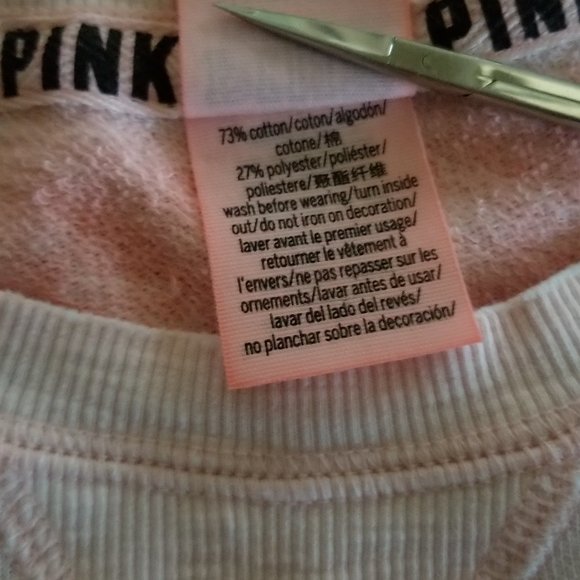 PINK
PINK
73% cotton/coton/algodón/
cotone/棉
27% polyester/poliéster/
poliestere/聚酯纤维
wash before wearing/turn inside
out/do not iron on decoration/
laver avant le premier usage/
retourner le vêtement à
l'envers/ne pas repasser sur les
ornements/lavar antes de usar/
lavar del lado del revés/
no planchar sobre la decoración/